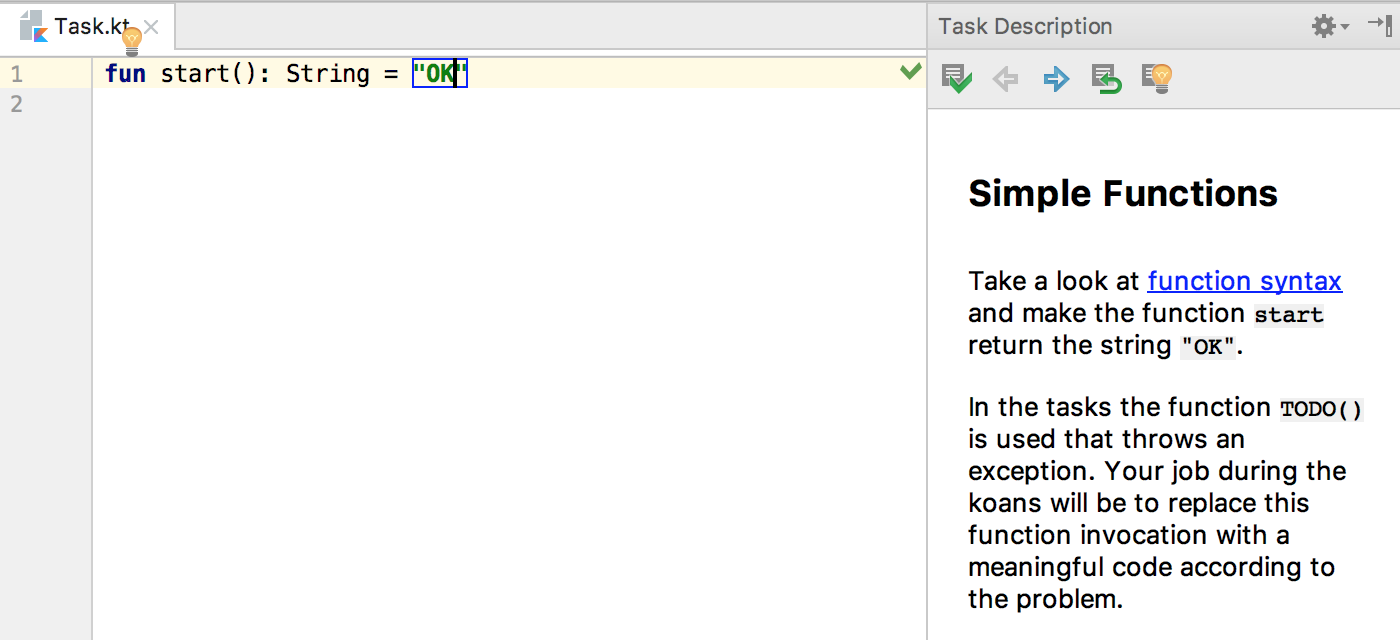 Task.kt
Task Description
1 fun start(): String = "OK"
2
Simple Functions
Take a look at function syntax
and make the function start
return the string "OK".
In the tasks the function TODO()
is used that throws an
exception. Your job during the
koans will be to replace this
function invocation with a
meaningful code according to
the problem.